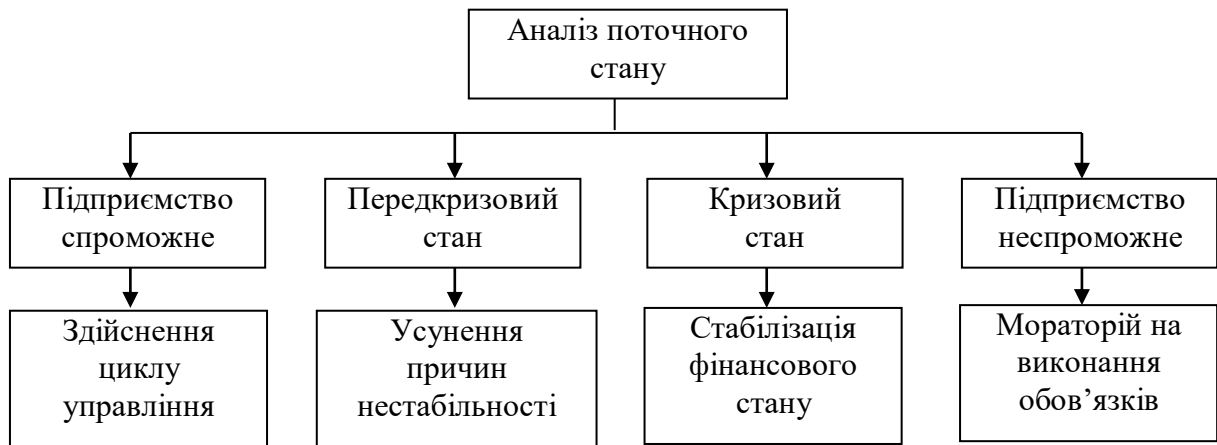 Аналіз поточного
стану
Підприємство
спроможне
Передкризовий
стан
Кризовий
стан
Підприємство
неспроможне
Здійснення
циклу
управління
Усунення
причин
нестабільності
Стабілізація
фінансового
стану
Мораторій на
виконання
обов’язків